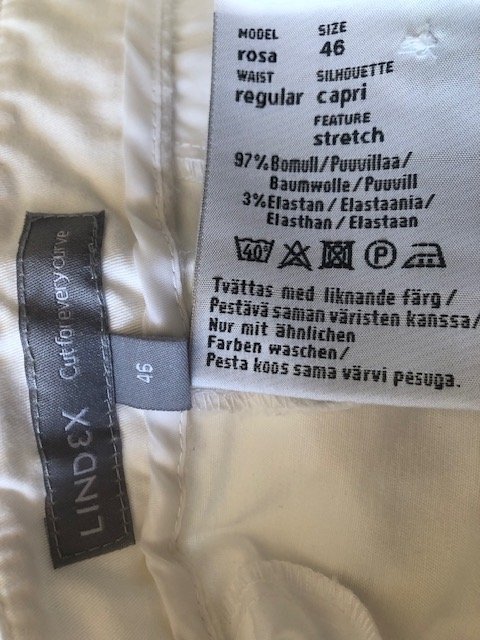 MODEL SIZE
rosa 46
WAIST SILHOUETTE
regular capri
FEATURE
stretch
97% Bomull/Puuvillaa/
Baumwolle/Puuvill
3% Elastan/Elastaania/
Elasthan/Elastaan
40 P
Tvättas med liknande färg/
Pestävä saman väristen kanssa/
Nur mit ähnlichen
Farben waschen/
Pesta koos sama värvi pesuga.
LINDEX Cut for every curve
46